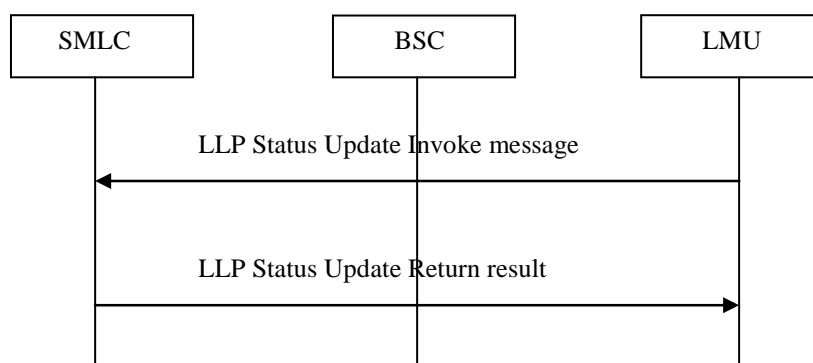 SMLC
BSC
LMU
LLP Status Update Invoke message
LLP Status Update Return result